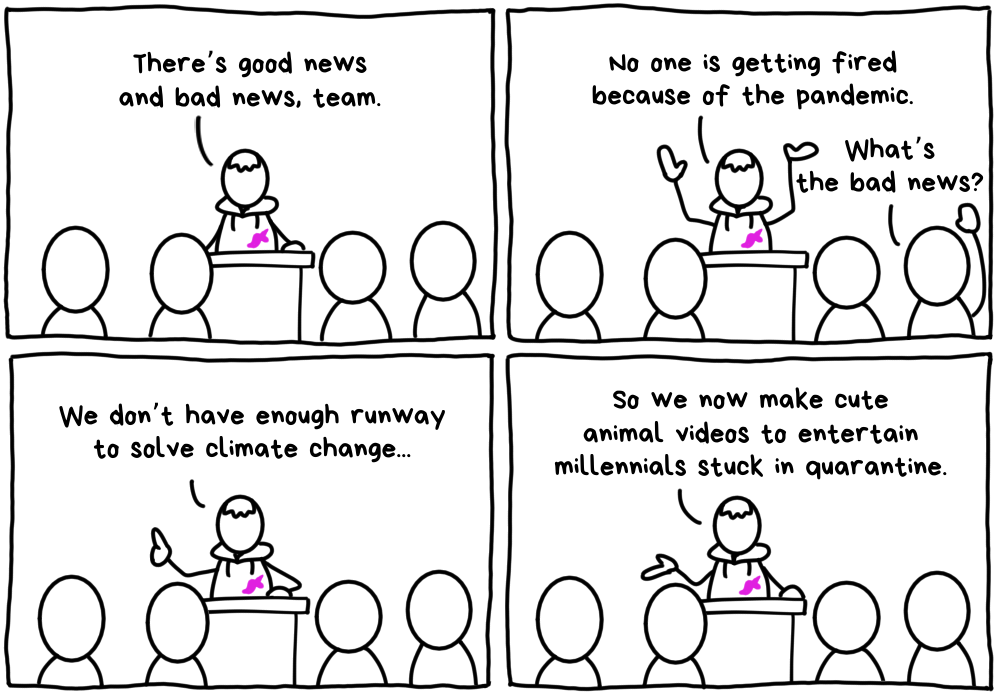 There's good news
and bad news, team.
No one is getting fired
because of the pandemic.
What's
the bad news?
We don't have enough runway
to solve climate change...
So we now make cute
animal videos to entertain
millennials stuck in quarantine.